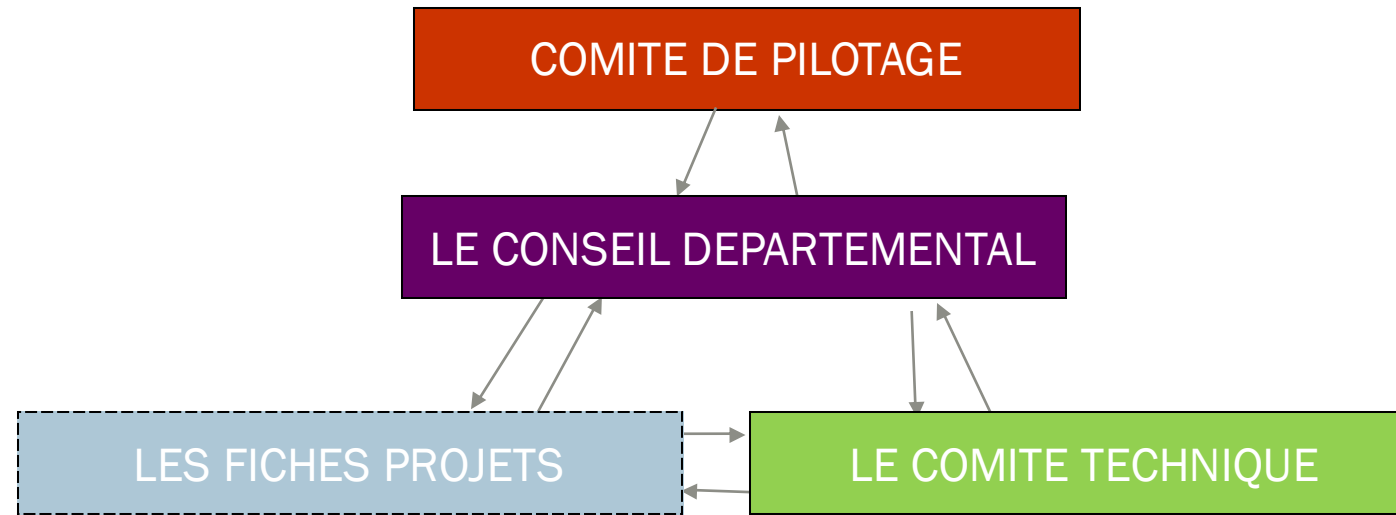 COMITE DE PILOTAGE
LE CONSEIL DEPARTEMENTAL
LES FICHES PROJETS
LE COMITE TECHNIQUE